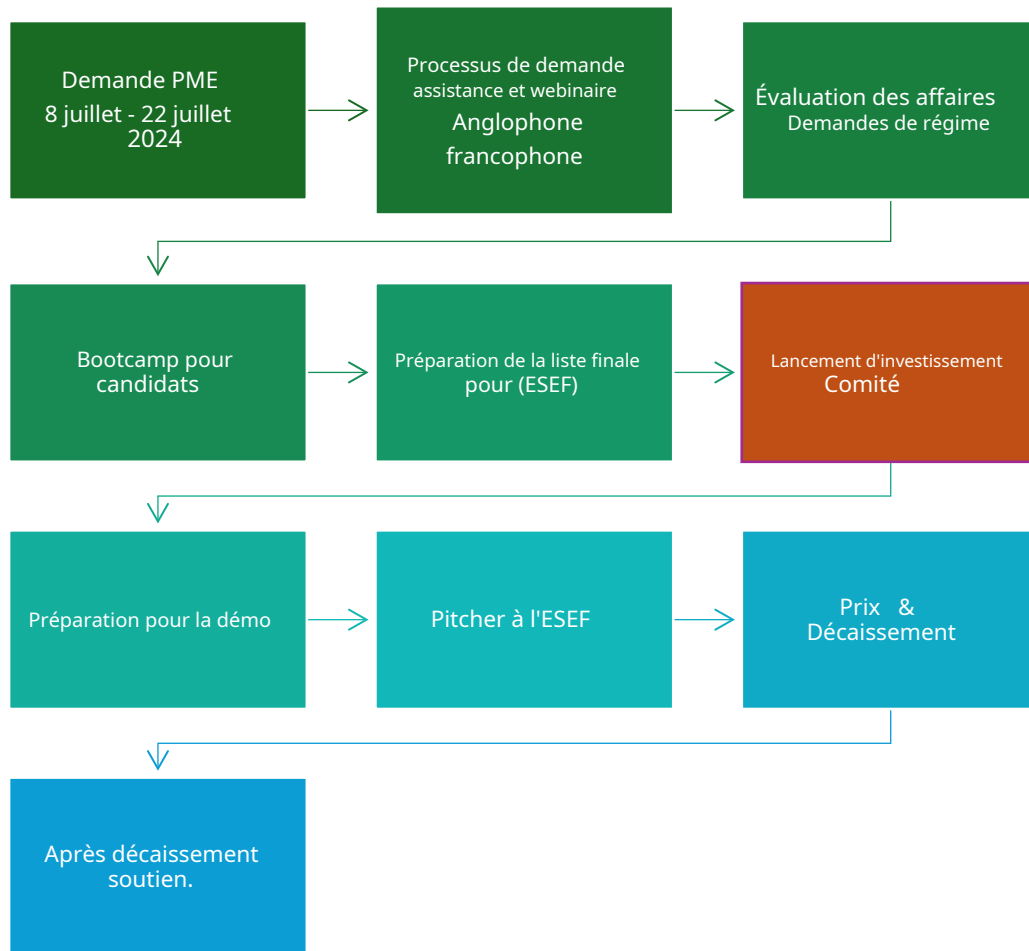 Demande PME
8 juillet - 22 juillet
2024
Processus de demande
assistance et webinaire
Anglophone
francophone
Évaluation des affaires
Demandes de régime
Bootcamp pour
candidats
Préparation de la liste finale
pour (ESEF)
Lancement d'investissement
Comité
Préparation pour la démo
Pitcher à l'ESEF
Prix & 
Décaissement
Après décaissement
soutien.